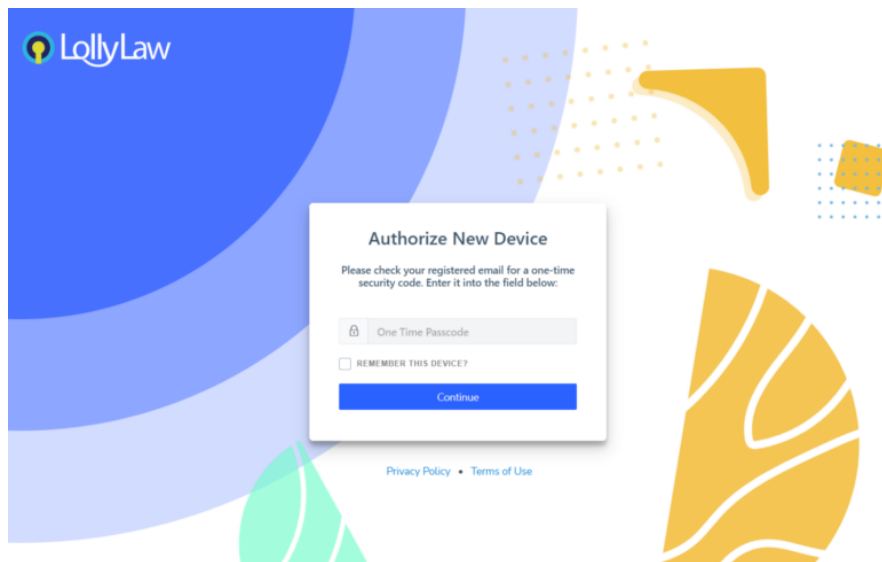 LollyLaw
Authorize New Device
Please check your registered email for a one-time
security code. Enter it into the field below:
One Time Passcode
REMEMBER THIS DEVICE?
Continue
Privacy Policy • Terms of Use